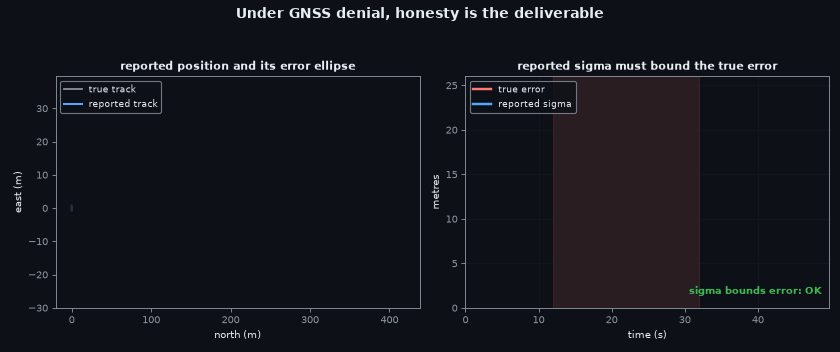 Under GNSS denial, honesty is the deliverable
reported position and its error ellipse
true track
reported track
30
20
10
0
−10
−20
−30
east (m)
0
100
200
300
400
north (m)
reported sigma must bound the true error
true error
reported sigma
25
20
15
10
5
0
metres
sigma bounds error: OK
0
10
20
30
40
time (s)